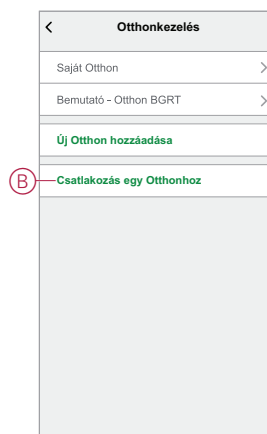 Otthonkezelés
Saját Otthon
Bemutató - Otthon BGRT
Új Otthon hozzáadása
B
Csatlakozás egy Otthonhoz